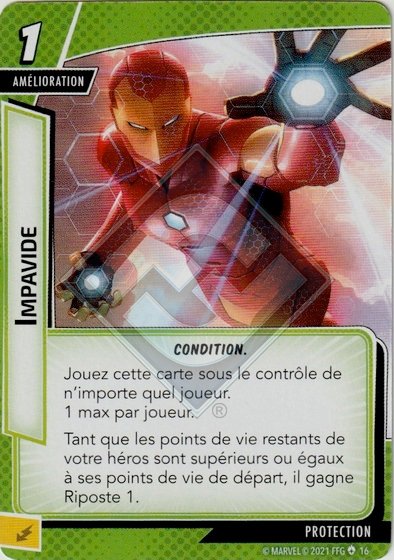 1
AMÉLIORATION
IMPAVIDE
CONDITION.
Jouez cette carte sous le contrôle de
n'importe quel joueur.
1 max par joueur.
®
Tant que les points de vie restants de
votre héros sont supérieurs ou égaux
à ses points de vie de départ, il gagne
Riposte 1.
PROTECTION
© MARVEL © 2021 FFG 16